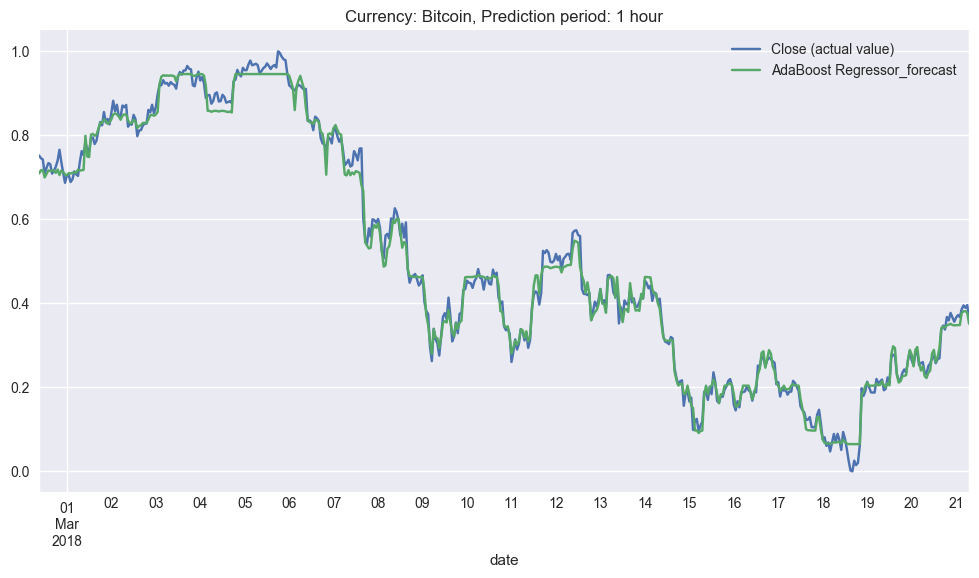 Currency: Bitcoin, Prediction period: 1 hour
Close (actual value)
AdaBoost Regressor_forecast
1.0
0.8
0.6
0.4
0.2
0.0
01 02 03 04 05 06 07 08 09 10 11 12 13 14 15 16 17 18 19 20 21
Mar
2018
date